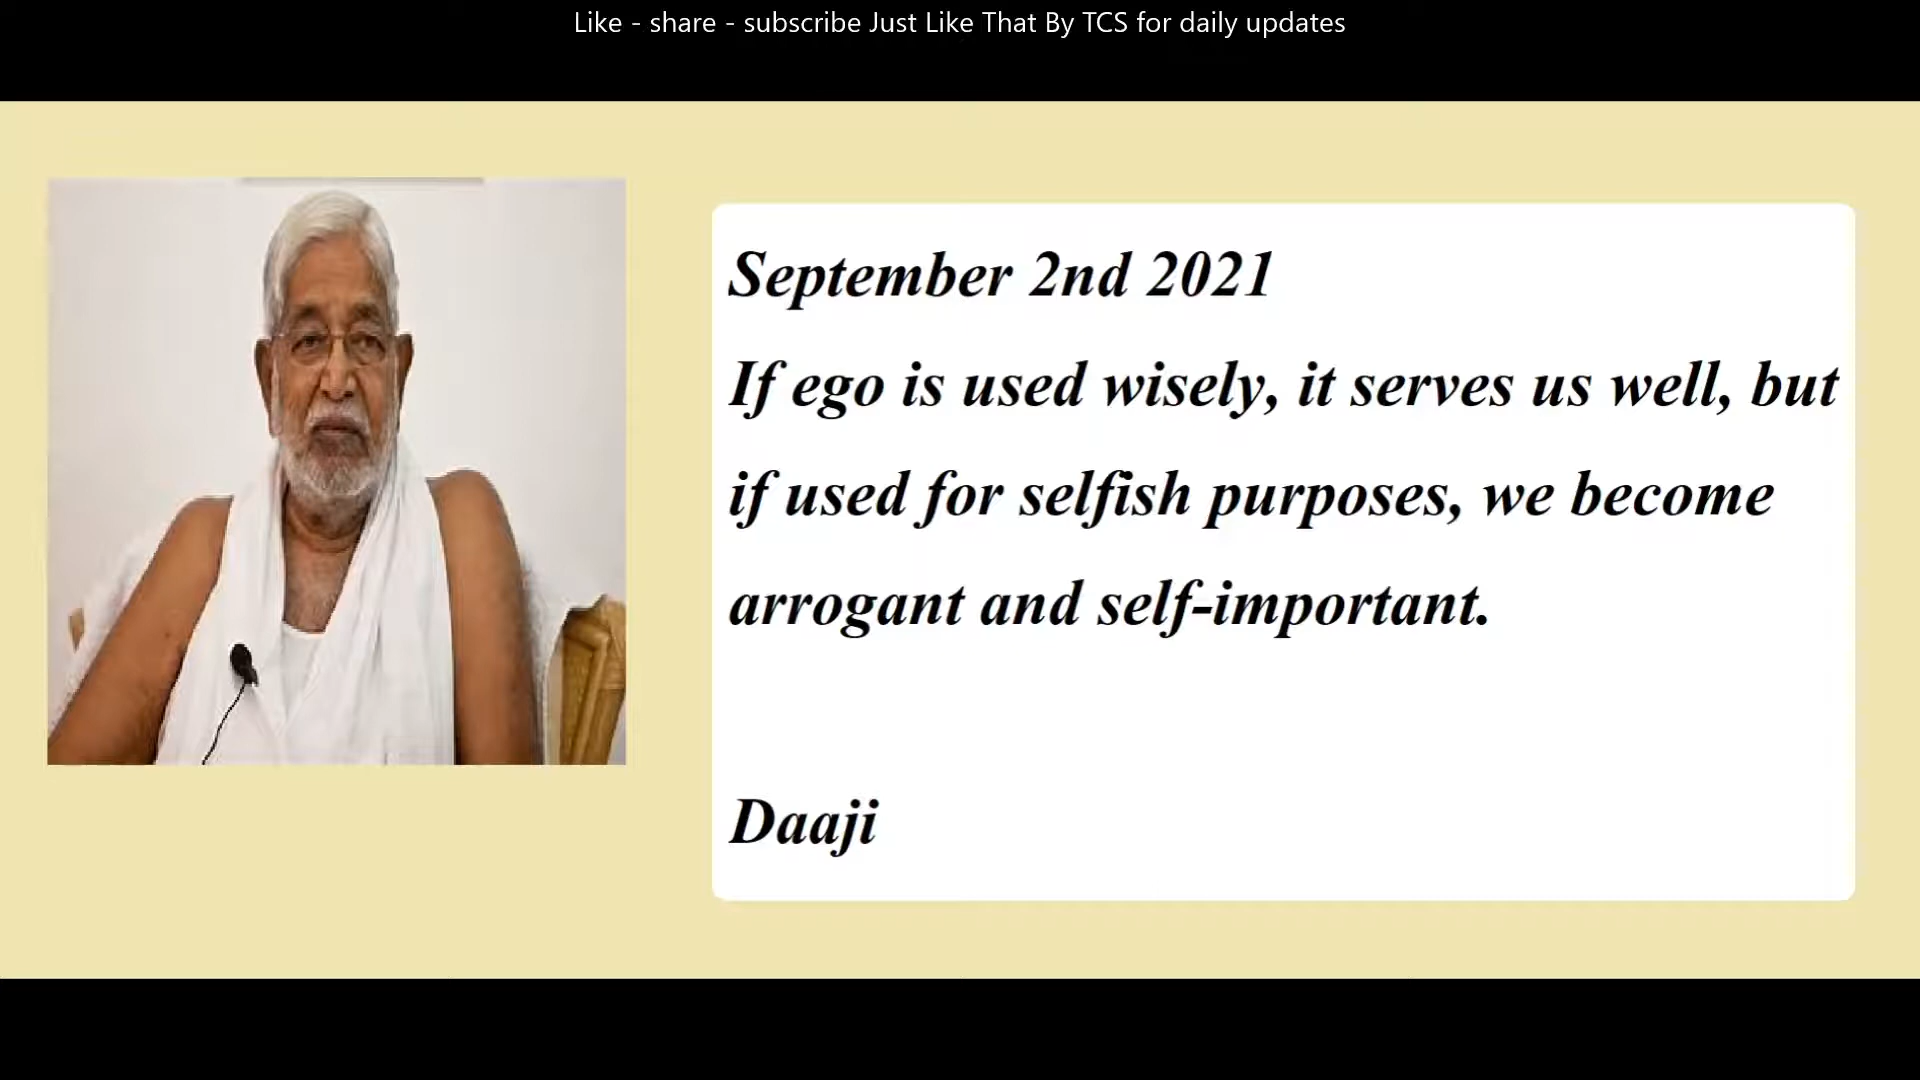 Like - share - subscribe Just Like That By TCS for daily updates
September 2nd 2021
If ego is used wisely, it serves us well, but
if used for selfish purposes, we become
arrogant and self-important.
Daaji